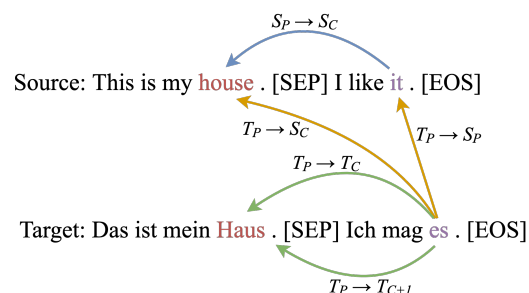 S_P → S_C
Source: This is my house . [SEP] I like it . [EOS]
T_P → S_C
T_P → S_P
T_P → T_C
Target: Das ist mein Haus . [SEP] Ich mag es . [EOS]
T_P → T_{C+1}